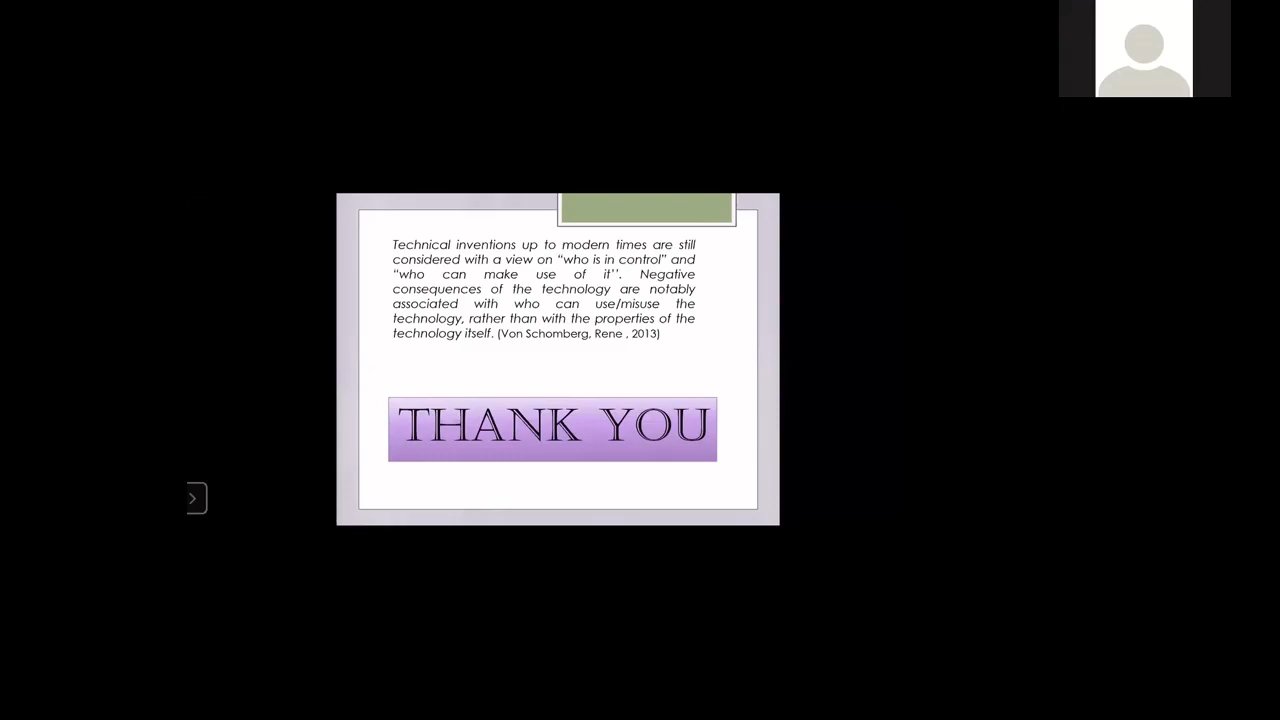 Technical inventions up to modern times are still
considered with a view on “who is in control” and
“who can make use of it’’. Negative
consequences of the technology are notably
associated with who can use/misuse the
technology, rather than with the properties of the
technology itself. (Von Schomberg, Rene , 2013)
THANK YOU